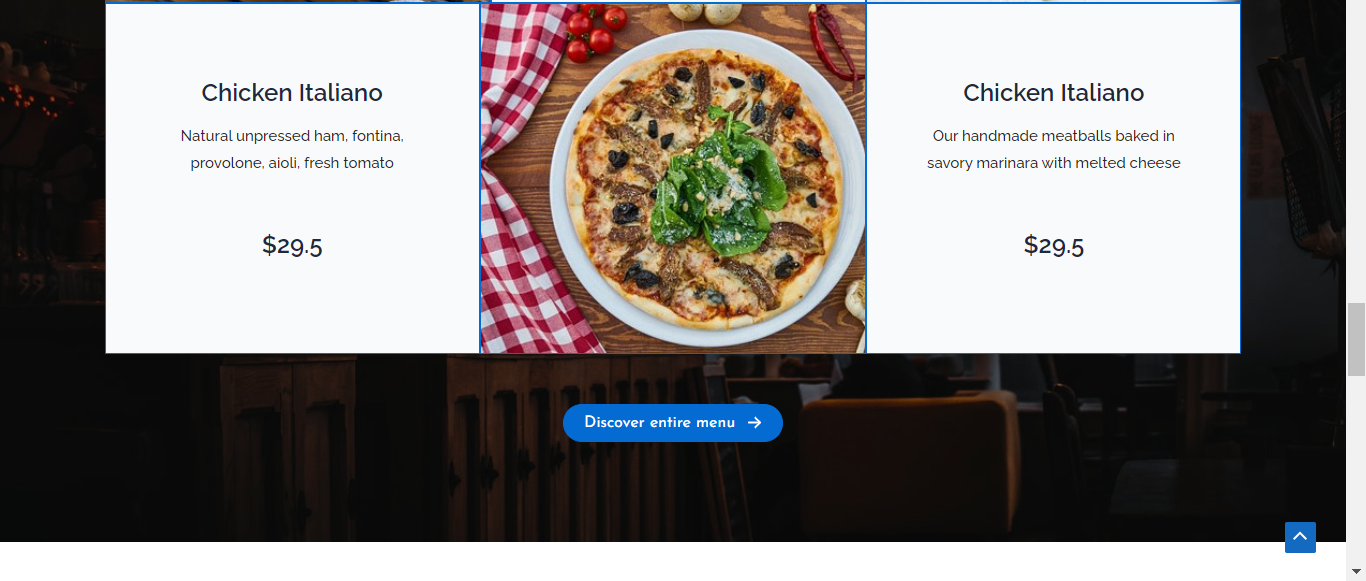 Chicken Italiano
Natural unpressed ham, fontina,
provolone, aioli, fresh tomato
$29.5
Chicken Italiano
Our handmade meatballs baked in
savory marinara with melted cheese
$29.5
Discover entire menu